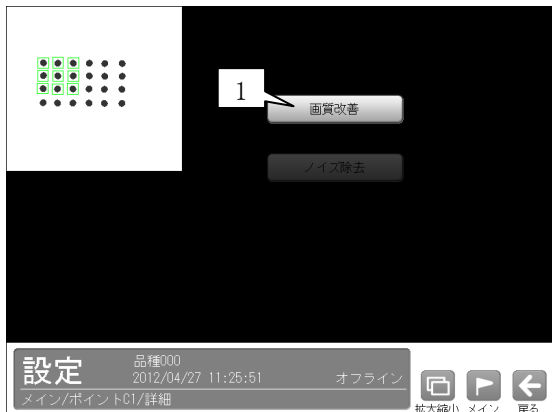 1
画質改善
ノイズ除去
設定
品種000
2012/04/27 11:25:51
オフライン
メイン/ポイントC1/詳細
拡大縮小 メイン 戻る